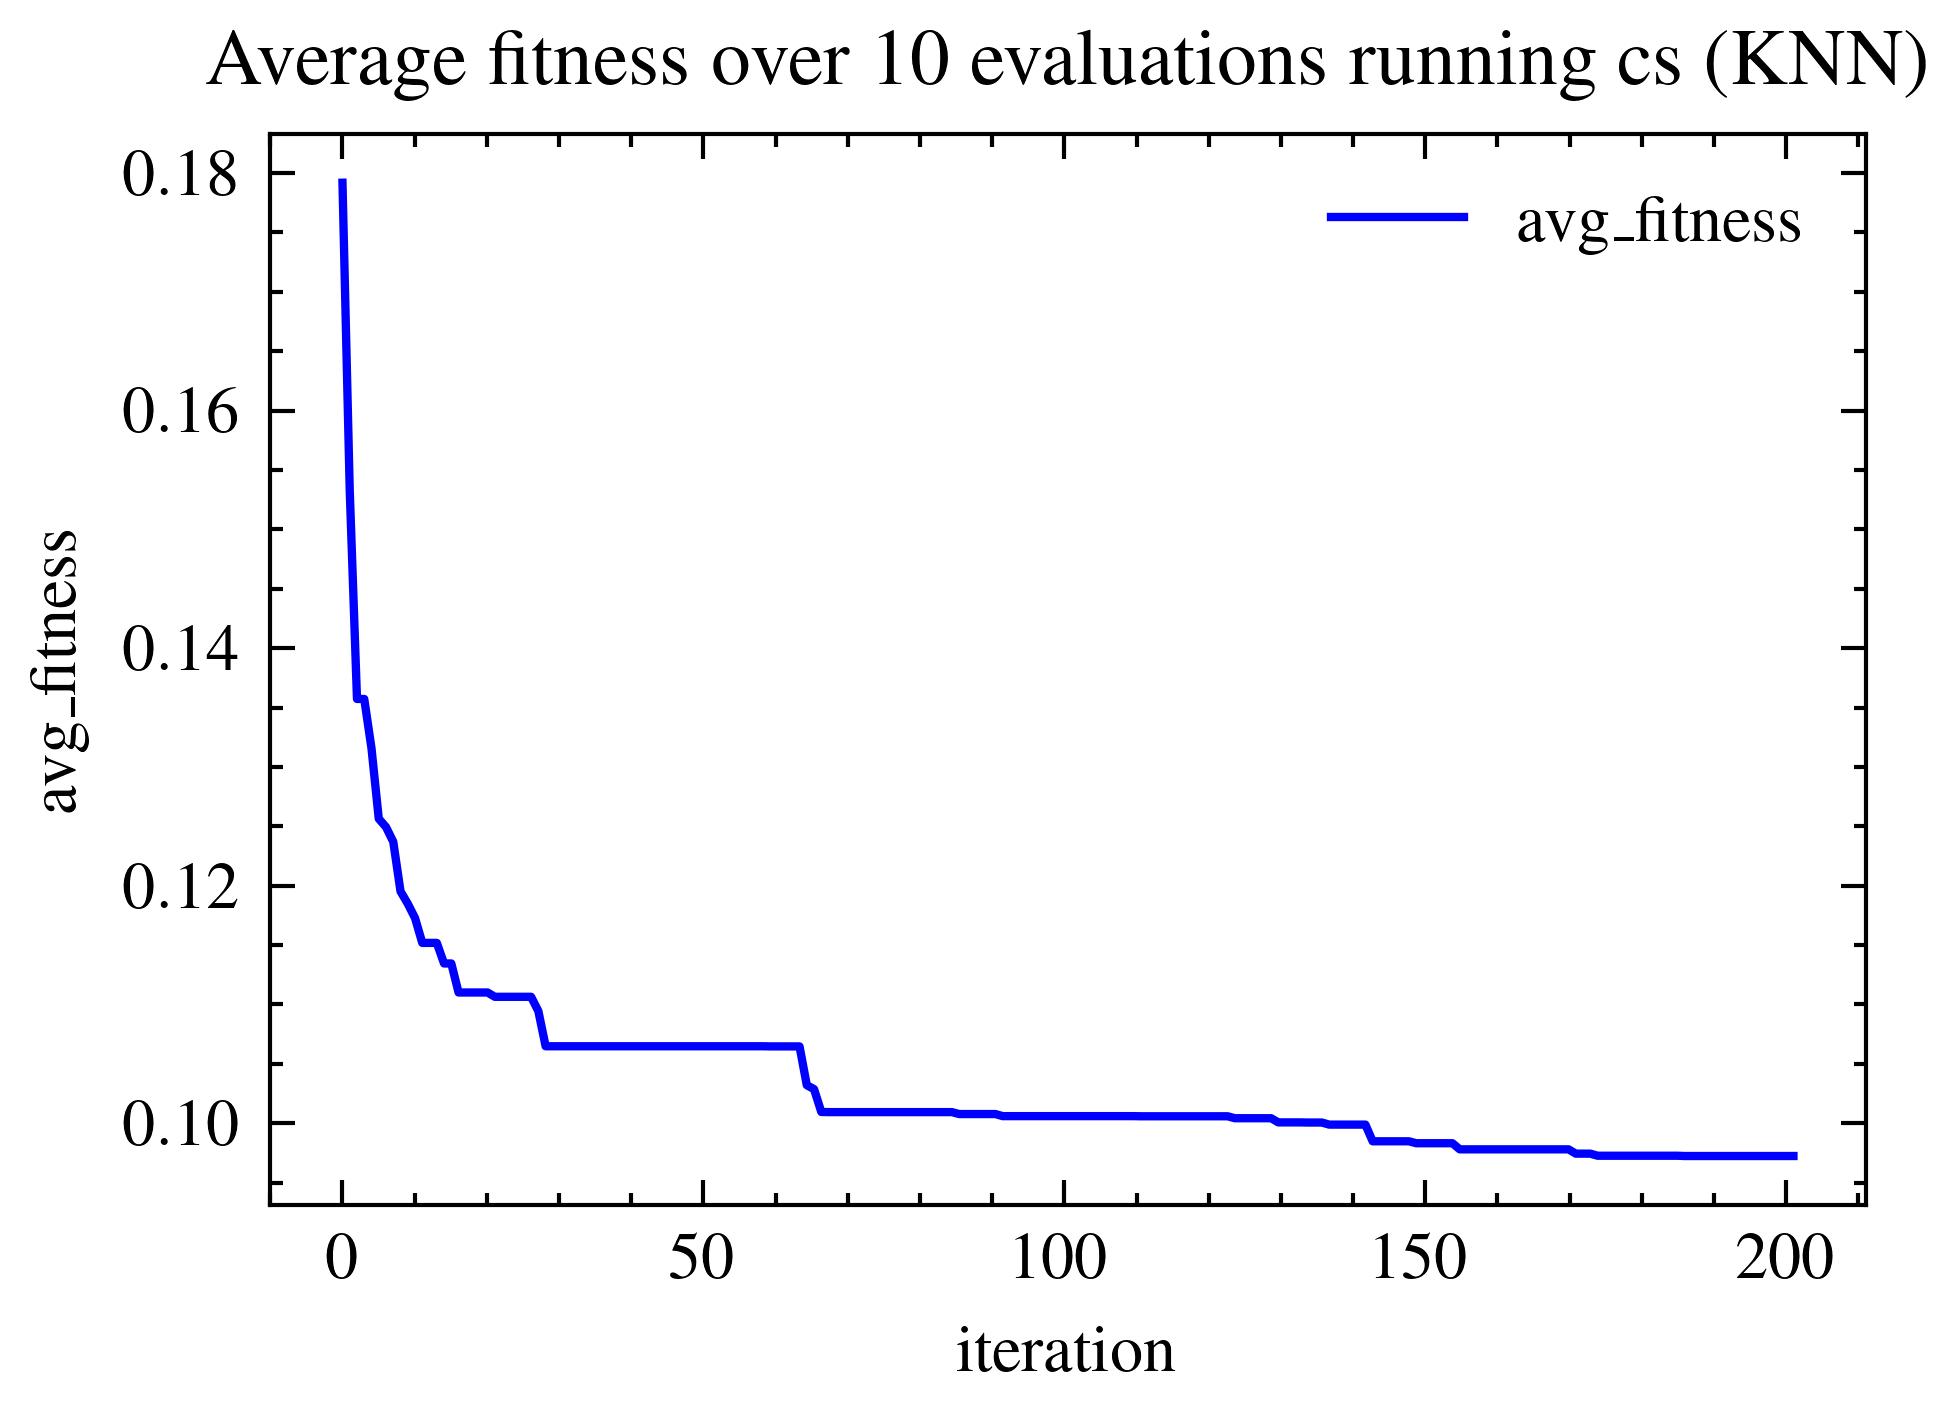 Average fitness over 10 evaluations running cs (KNN)
avg_fitness
0.18
0.16
0.14
0.12
0.10
avg_fitness
0 50 100 150 200
iteration